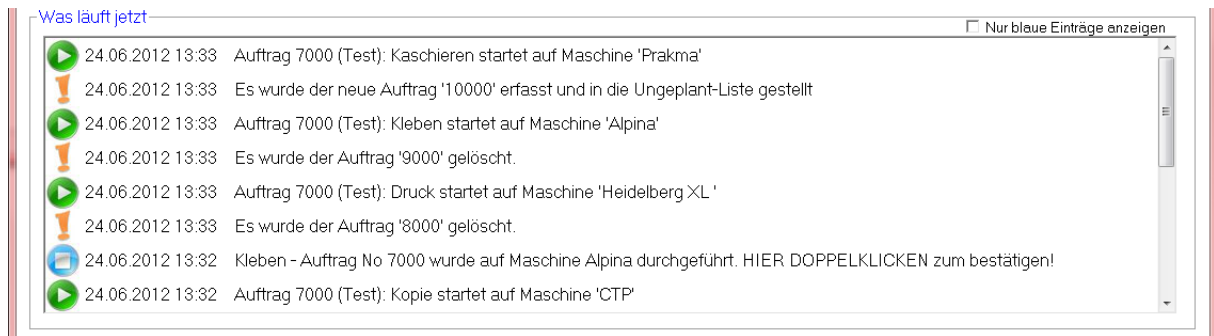 Was läuft jetzt
Nur blaue Einträge anzeigen
24.06.2012 13:33 Auftrag 7000 (Test): Kaschieren startet auf Maschine 'Prakma'
24.06.2012 13:33 Es wurde der neue Auftrag '10000' erfasst und in die Ungeplant-Liste gestellt
24.06.2012 13:33 Auftrag 7000 (Test): Kleben startet auf Maschine 'Alpina'
24.06.2012 13:33 Es wurde der Auftrag '9000' gelöscht.
24.06.2012 13:33 Auftrag 7000 (Test): Druck startet auf Maschine 'Heidelberg XL '
24.06.2012 13:33 Es wurde der Auftrag '8000' gelöscht.
24.06.2012 13:32 Kleben - Auftrag No 7000 wurde auf Maschine Alpina durchgeführt. HIER DOPPELKLICKEN zum bestätigen!
24.06.2012 13:32 Auftrag 7000 (Test): Kopie startet auf Maschine 'CTP'